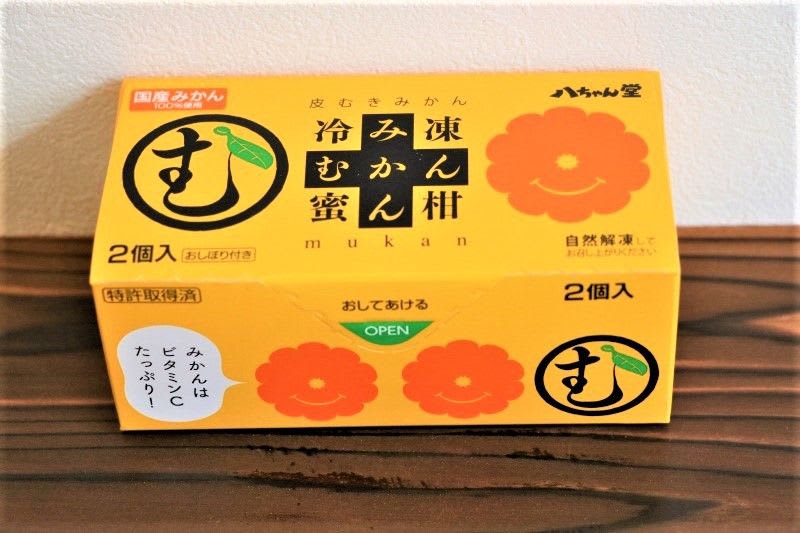 国産みかん
100%使用
八ちゃん堂
皮むきみかん
冷み凍
むかん
蜜ん柑
mukan
む
2個入 おしぼり付き
自然解凍して
お召し上がりください
特許取得済
おしてあける
OPEN
2個入
みかんは
ビタミンC
たっぷり!
む